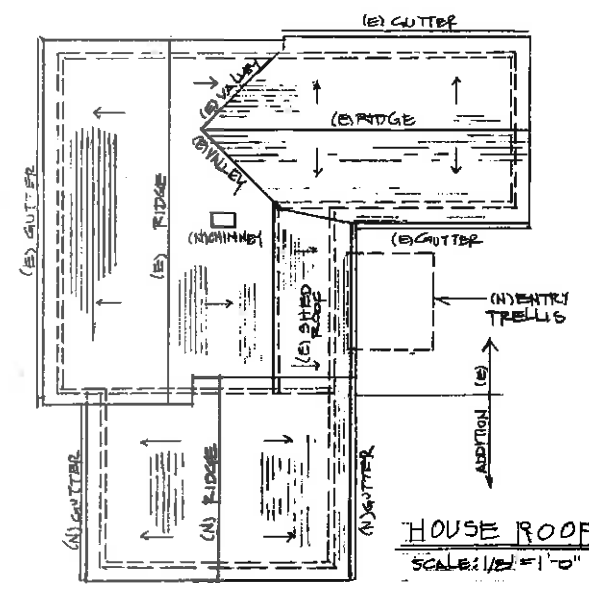 (E) GUTTER
(E) VALLEY
(E) RIDGE
(E) VALLEY
(E) GUTTER
(E) RIDGE
(N) CHIMNEY
(E) GUTTER
(E) SHED
ROOF
(N) ENTRY
TRELLIS
ADDITION (E)
(N) GUTTER
(N) RIDGE
(N) GUTTER
HOUSE ROOF
SCALE: 1/8" = 1'-0"